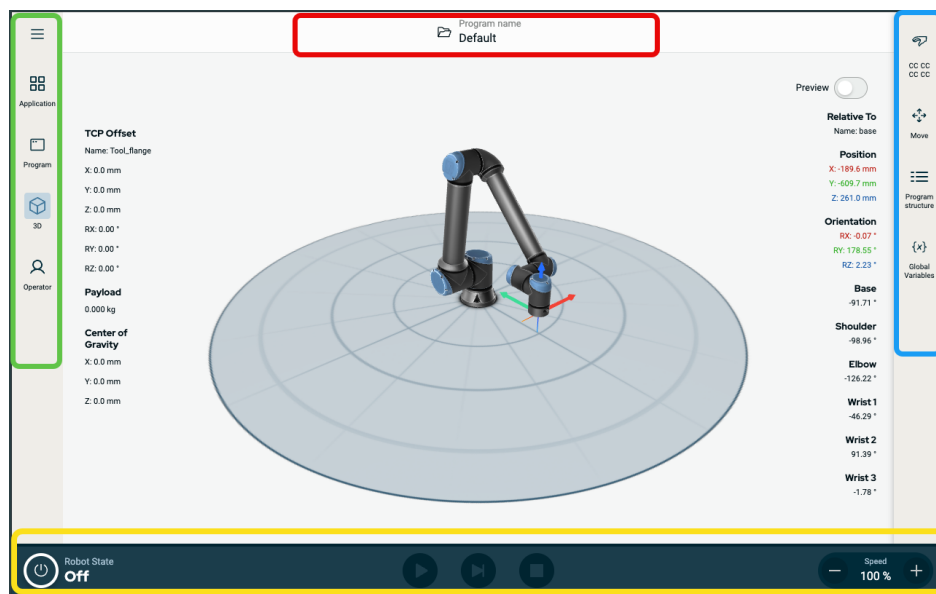 Program name
Default
Application
Program
3D
Operator
TCP Offset
Name: Tool_flange
X: 0.0 mm
Y: 0.0 mm
Z: 0.0 mm
RX: 0.00 °
RY: 0.00 °
RZ: 0.00 °
Payload
0.000 kg
Center of
Gravity
X: 0.0 mm
Y: 0.0 mm
Z: 0.0 mm
Preview
Relative To
Name: base
Position
X: -189.6 mm
Y: -609.7 mm
Z: 261.0 mm
Orientation
RX: -0.07 °
RY: 178.55 °
RZ: 2.23 °
Base
-91.71 °
Shoulder
-98.96 °
Elbow
-126.22 °
Wrist 1
-46.29 °
Wrist 2
91.39 °
Wrist 3
-1.78 °
CC CC
CC CC
Move
Program
structure
{x}
Global
Variables
Robot State
Off
Speed
100 %